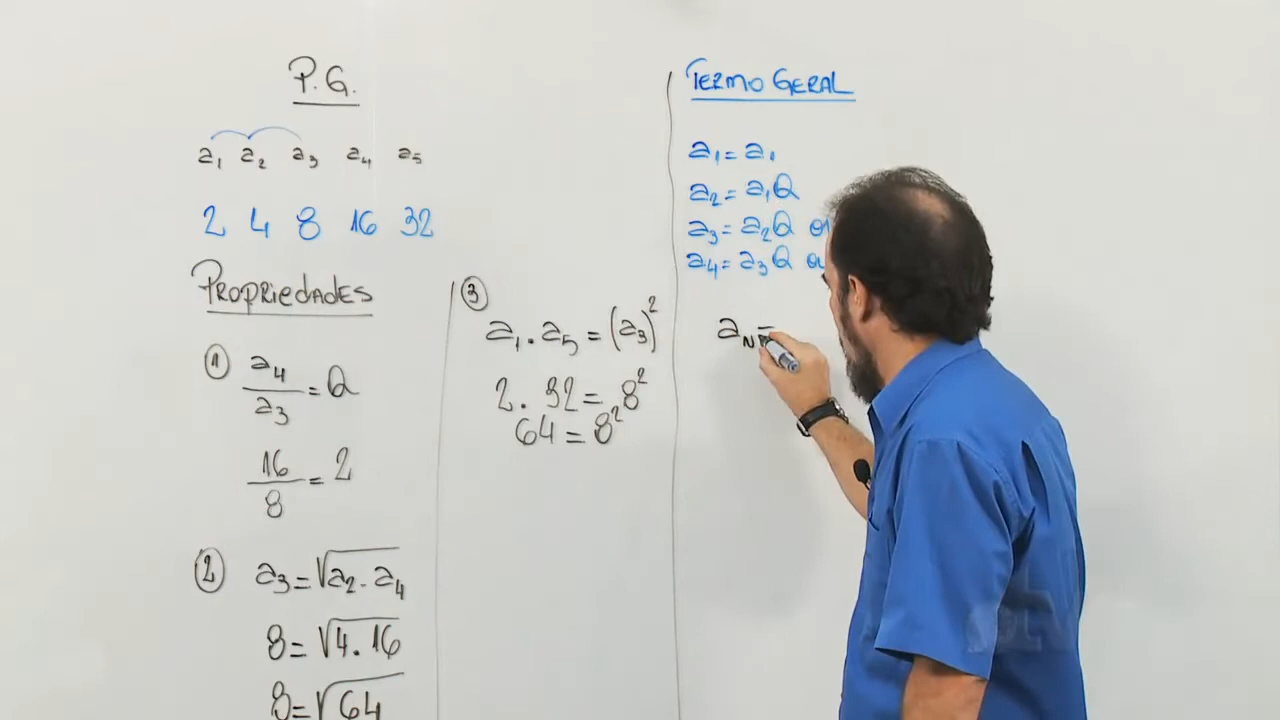 P.G.
a₁ a₂ a₃ a₄ a₅
2 4 8 16 32
Propriedades
① a₄/a₃ = Q
16/8 = 2
② a₃ = √a₂ . a₄
8 = √4 . 16
8 = √64
③
a₁ . a₅ = (a₃)²
2 . 32 = 8²
64 = 8²
Termo Geral
a₁ = a₁
a₂ = a₁Q
a₃ = a₂Q
a₄ = a₃Q
aₙ =